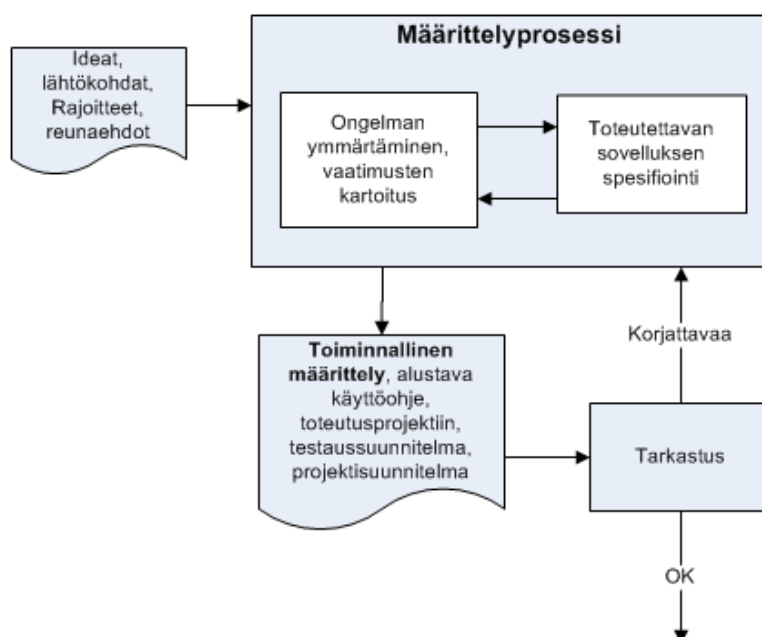 Määrittelyprosessi
Ideat,
lähtökohdat,
Rajoitteet,
reunaehdot
Ongelman
ymmärtäminen,
vaatimusten
kartoitus
Toteutettavan
sovelluksen
spesifiointi
Toiminnallinen
määrittely, alustava
käyttöohje,
toteutusprojektiin,
testaussuunnitelma,
projektisuunnitelma
Korjattavaa
Tarkastus
OK